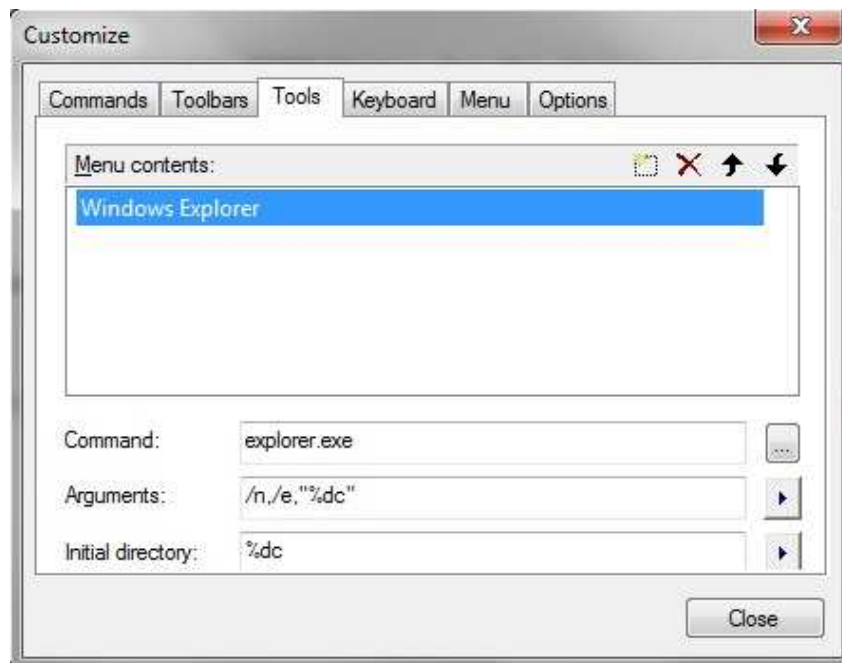 Customize
Commands Toolbars Tools Keyboard Menu Options
Menu contents:
Windows Explorer
Command: explorer.exe ...
Arguments: /n,/e,"%dc"
Initial directory: %dc
Close